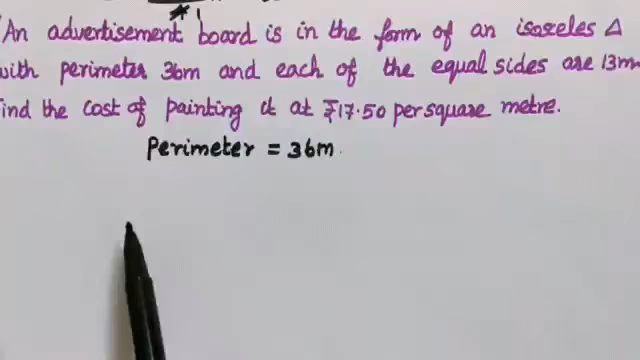 An advertisement board is in the form of an isosceles Δ
with perimeter 36m and each of the equal sides are 13m
Find the cost of painting it at ₹17.50 per square metre.
Perimeter = 36m.